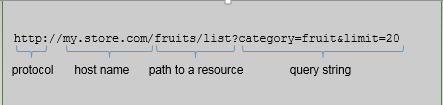 http://my.store.com/fruits/list?category=fruit&limit=20
protocol host name path to a resource query string